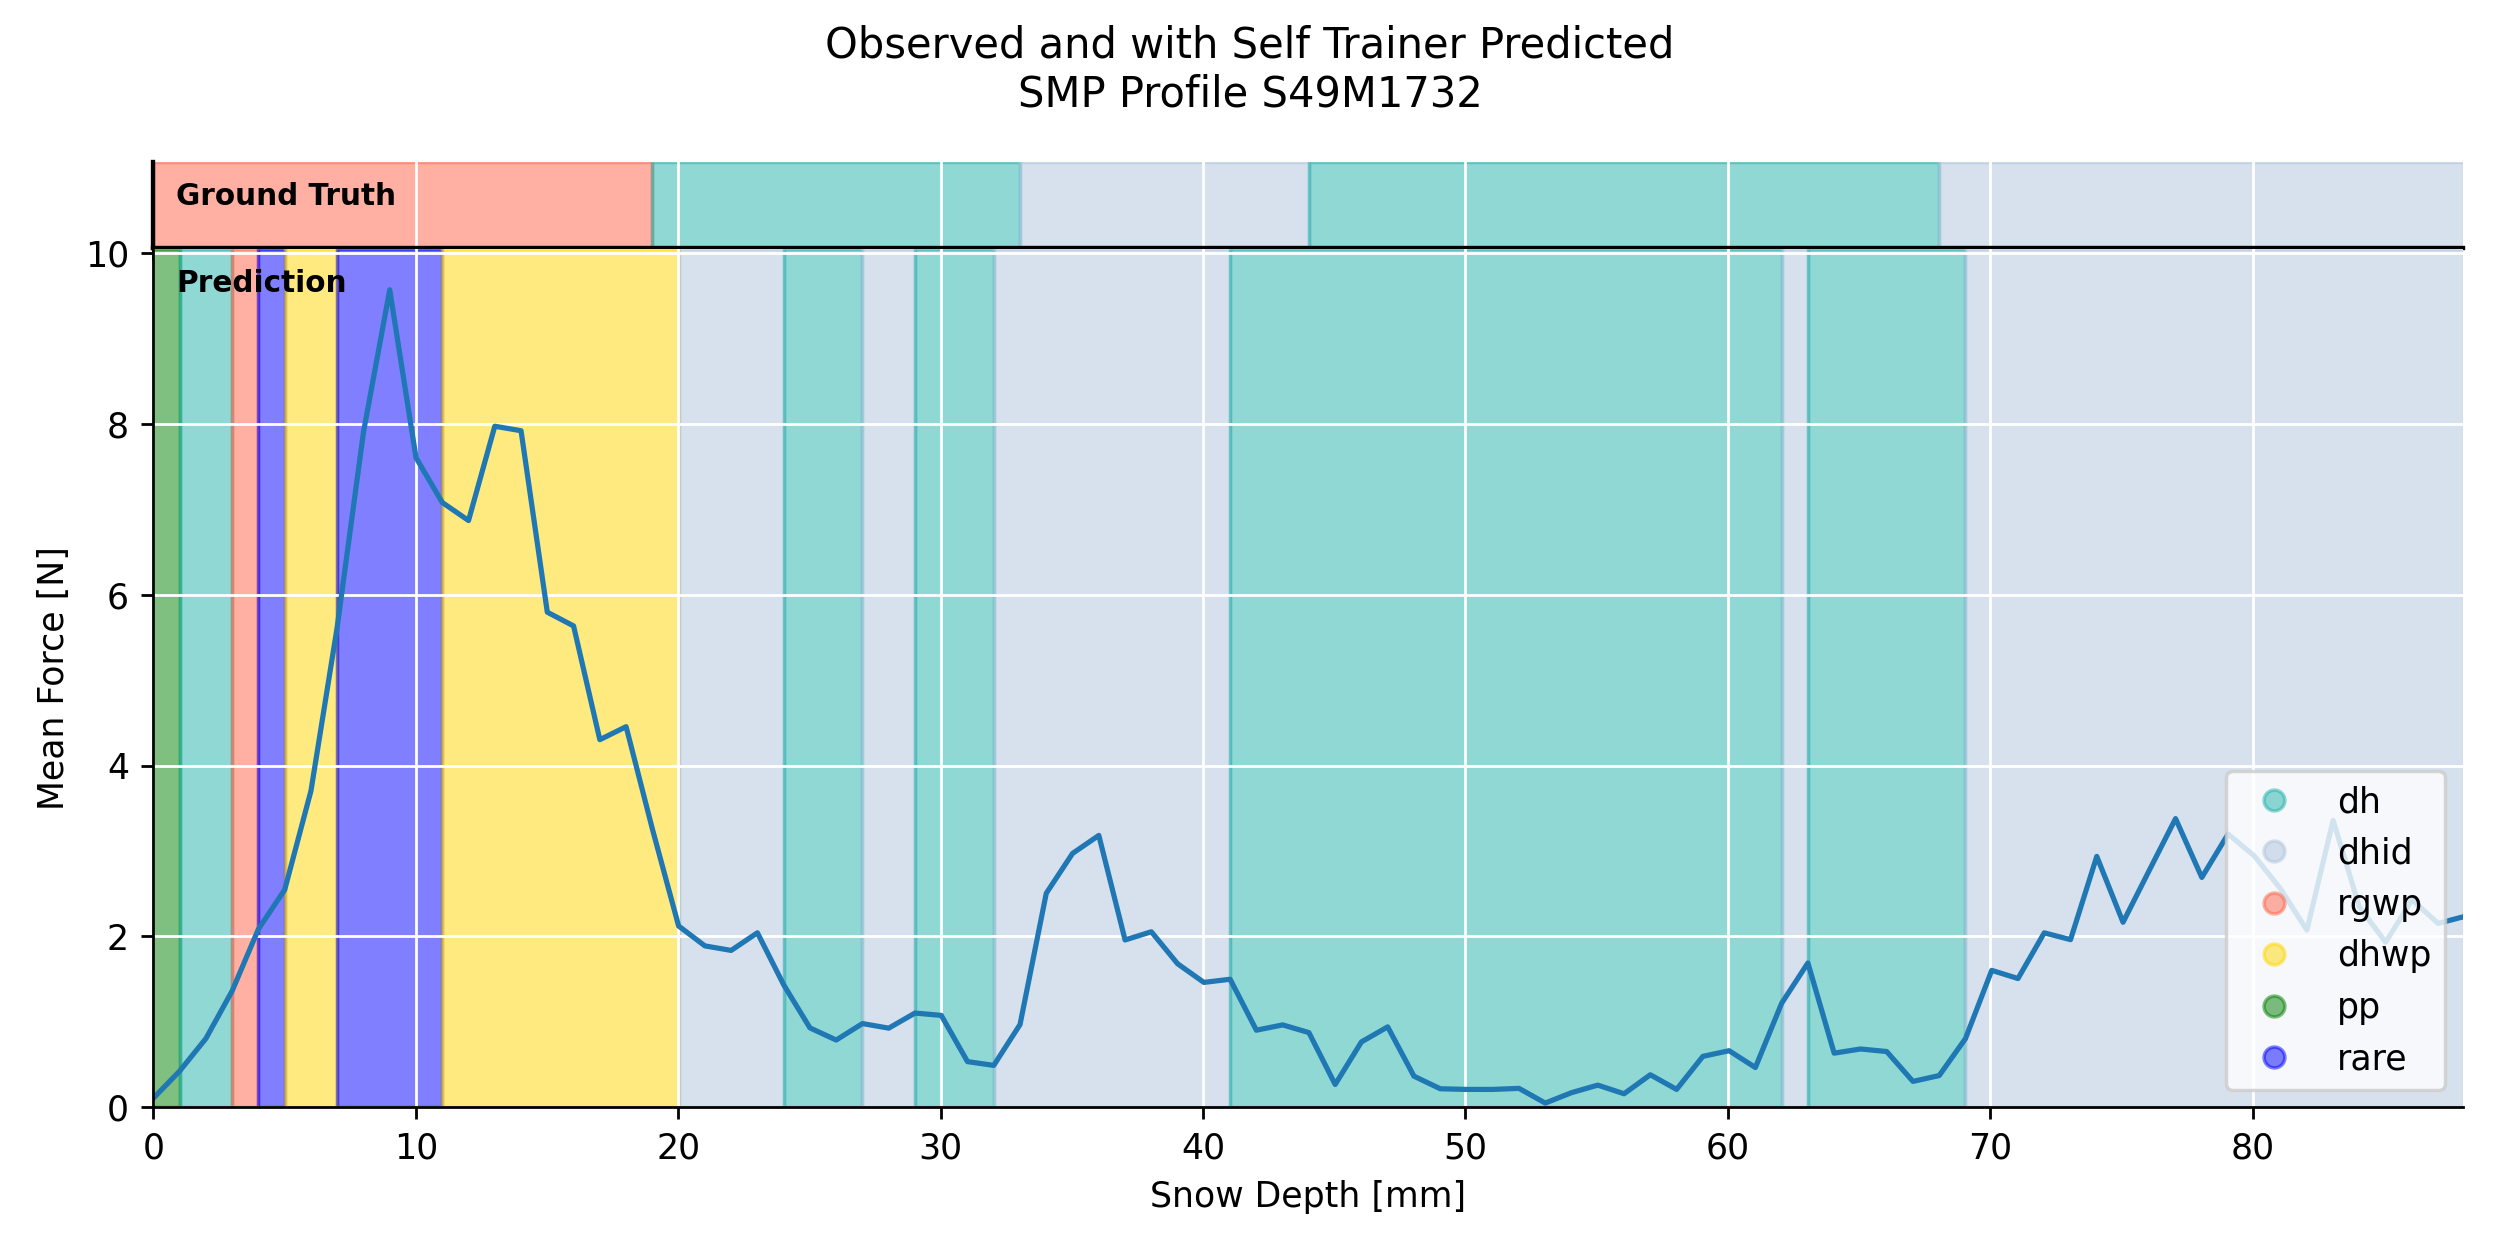 Observed and with Self Trainer Predicted
SMP Profile S49M1732
Ground Truth
Prediction
10
8
6
4
2
0
Mean Force [N]
0 10 20 30 40 50 60 70 80
Snow Depth [mm]
dh
dhid
rgwp
dhwp
pp
rare